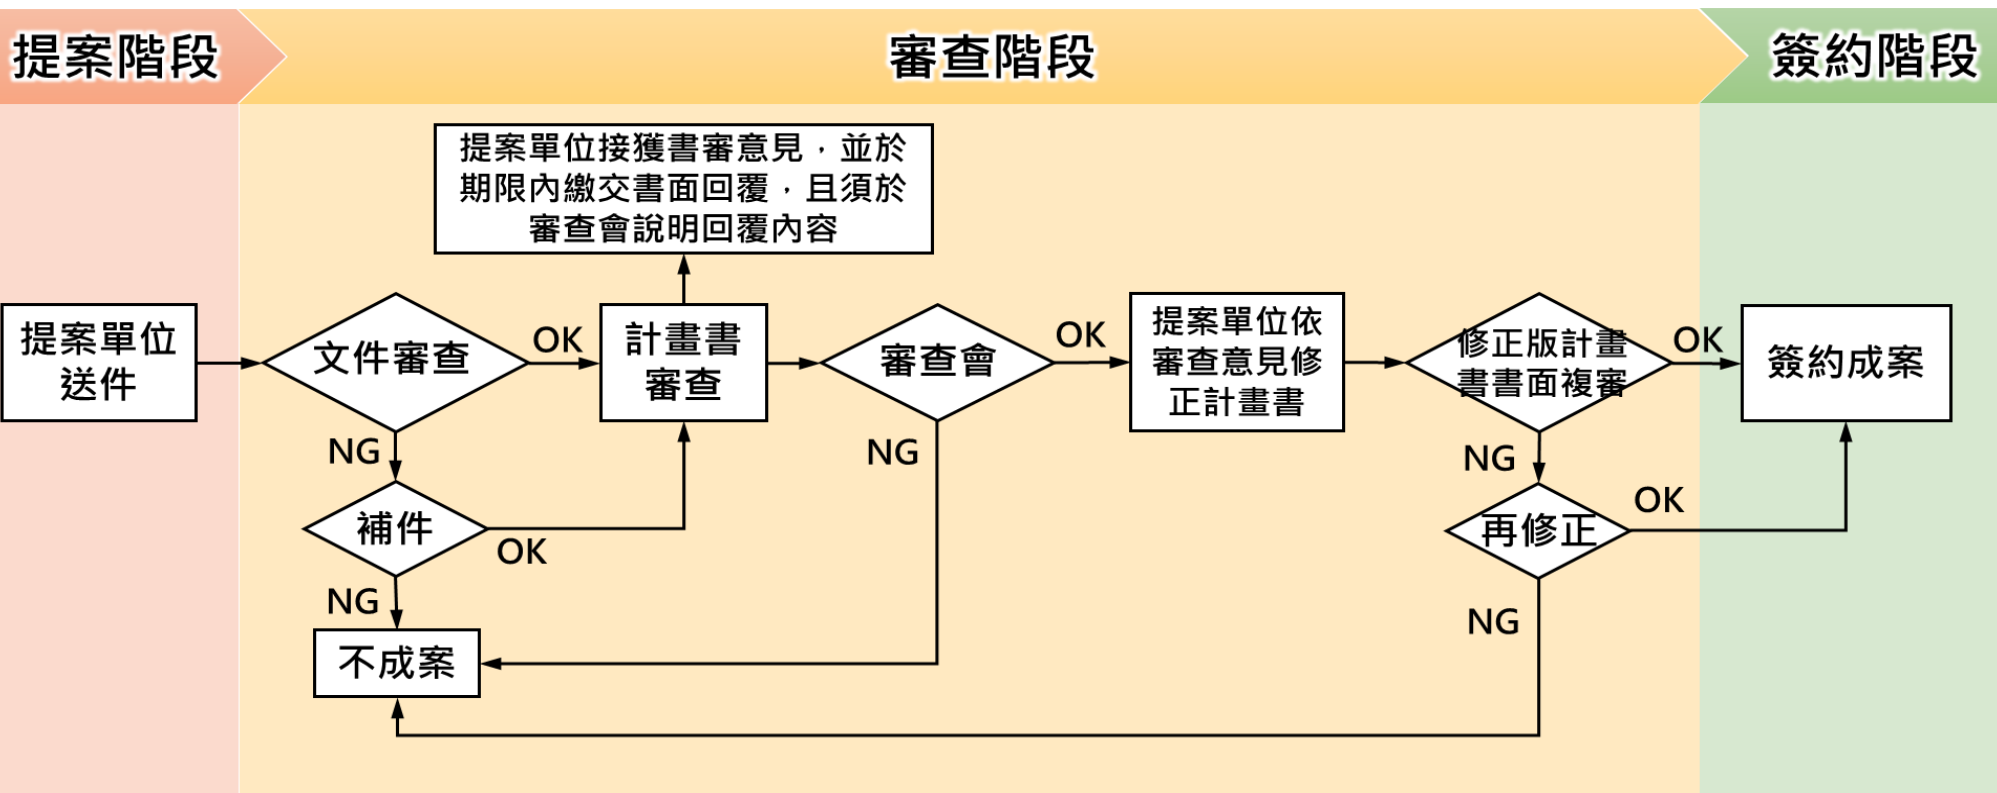 提案階段
審查階段
簽約階段
提案單位接獲書審意見，並於
期限內繳交書面回覆，且須於
審查會說明回覆內容
提案單位
送件
文件審查
OK
計畫書
審查
審查會
OK
提案單位依
審查意見修
正計畫書
修正版計畫
書書面複審
OK
簽約成案
NG
NG
NG
補件
OK
再修正
OK
NG
NG
不成案